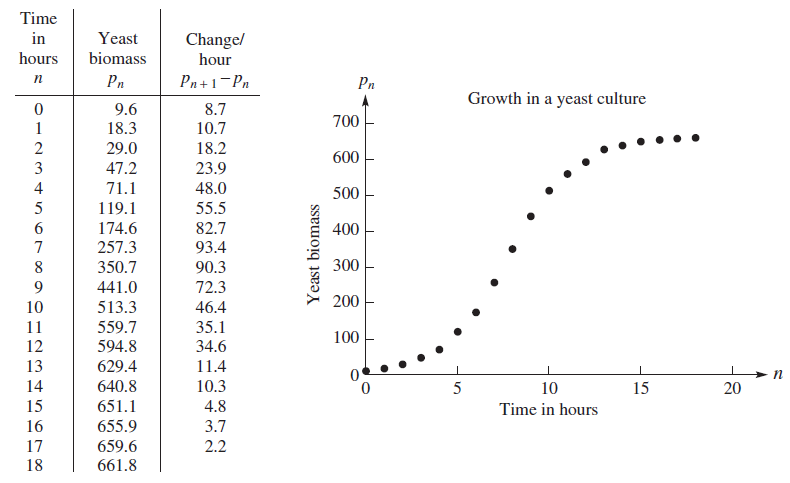 Time
in Yeast Change/
hours biomass hour
n Pn Pn+1−Pn
0 9.6 8.7
1 18.3 10.7
2 29.0 18.2
3 47.2 23.9
4 71.1 48.0
5 119.1 55.5
6 174.6 82.7
7 257.3 93.4
8 350.7 90.3
9 441.0 72.3
10 513.3 46.4
11 559.7 35.1
12 594.8 34.6
13 629.4 11.4
14 640.8 10.3
15 651.1 4.8
16 655.9 3.7
17 659.6 2.2
18 661.8
Pn
Growth in a yeast culture
700
600
500
400
300
200
100
0
Yeast biomass
0 5 10 15 20
n
Time in hours